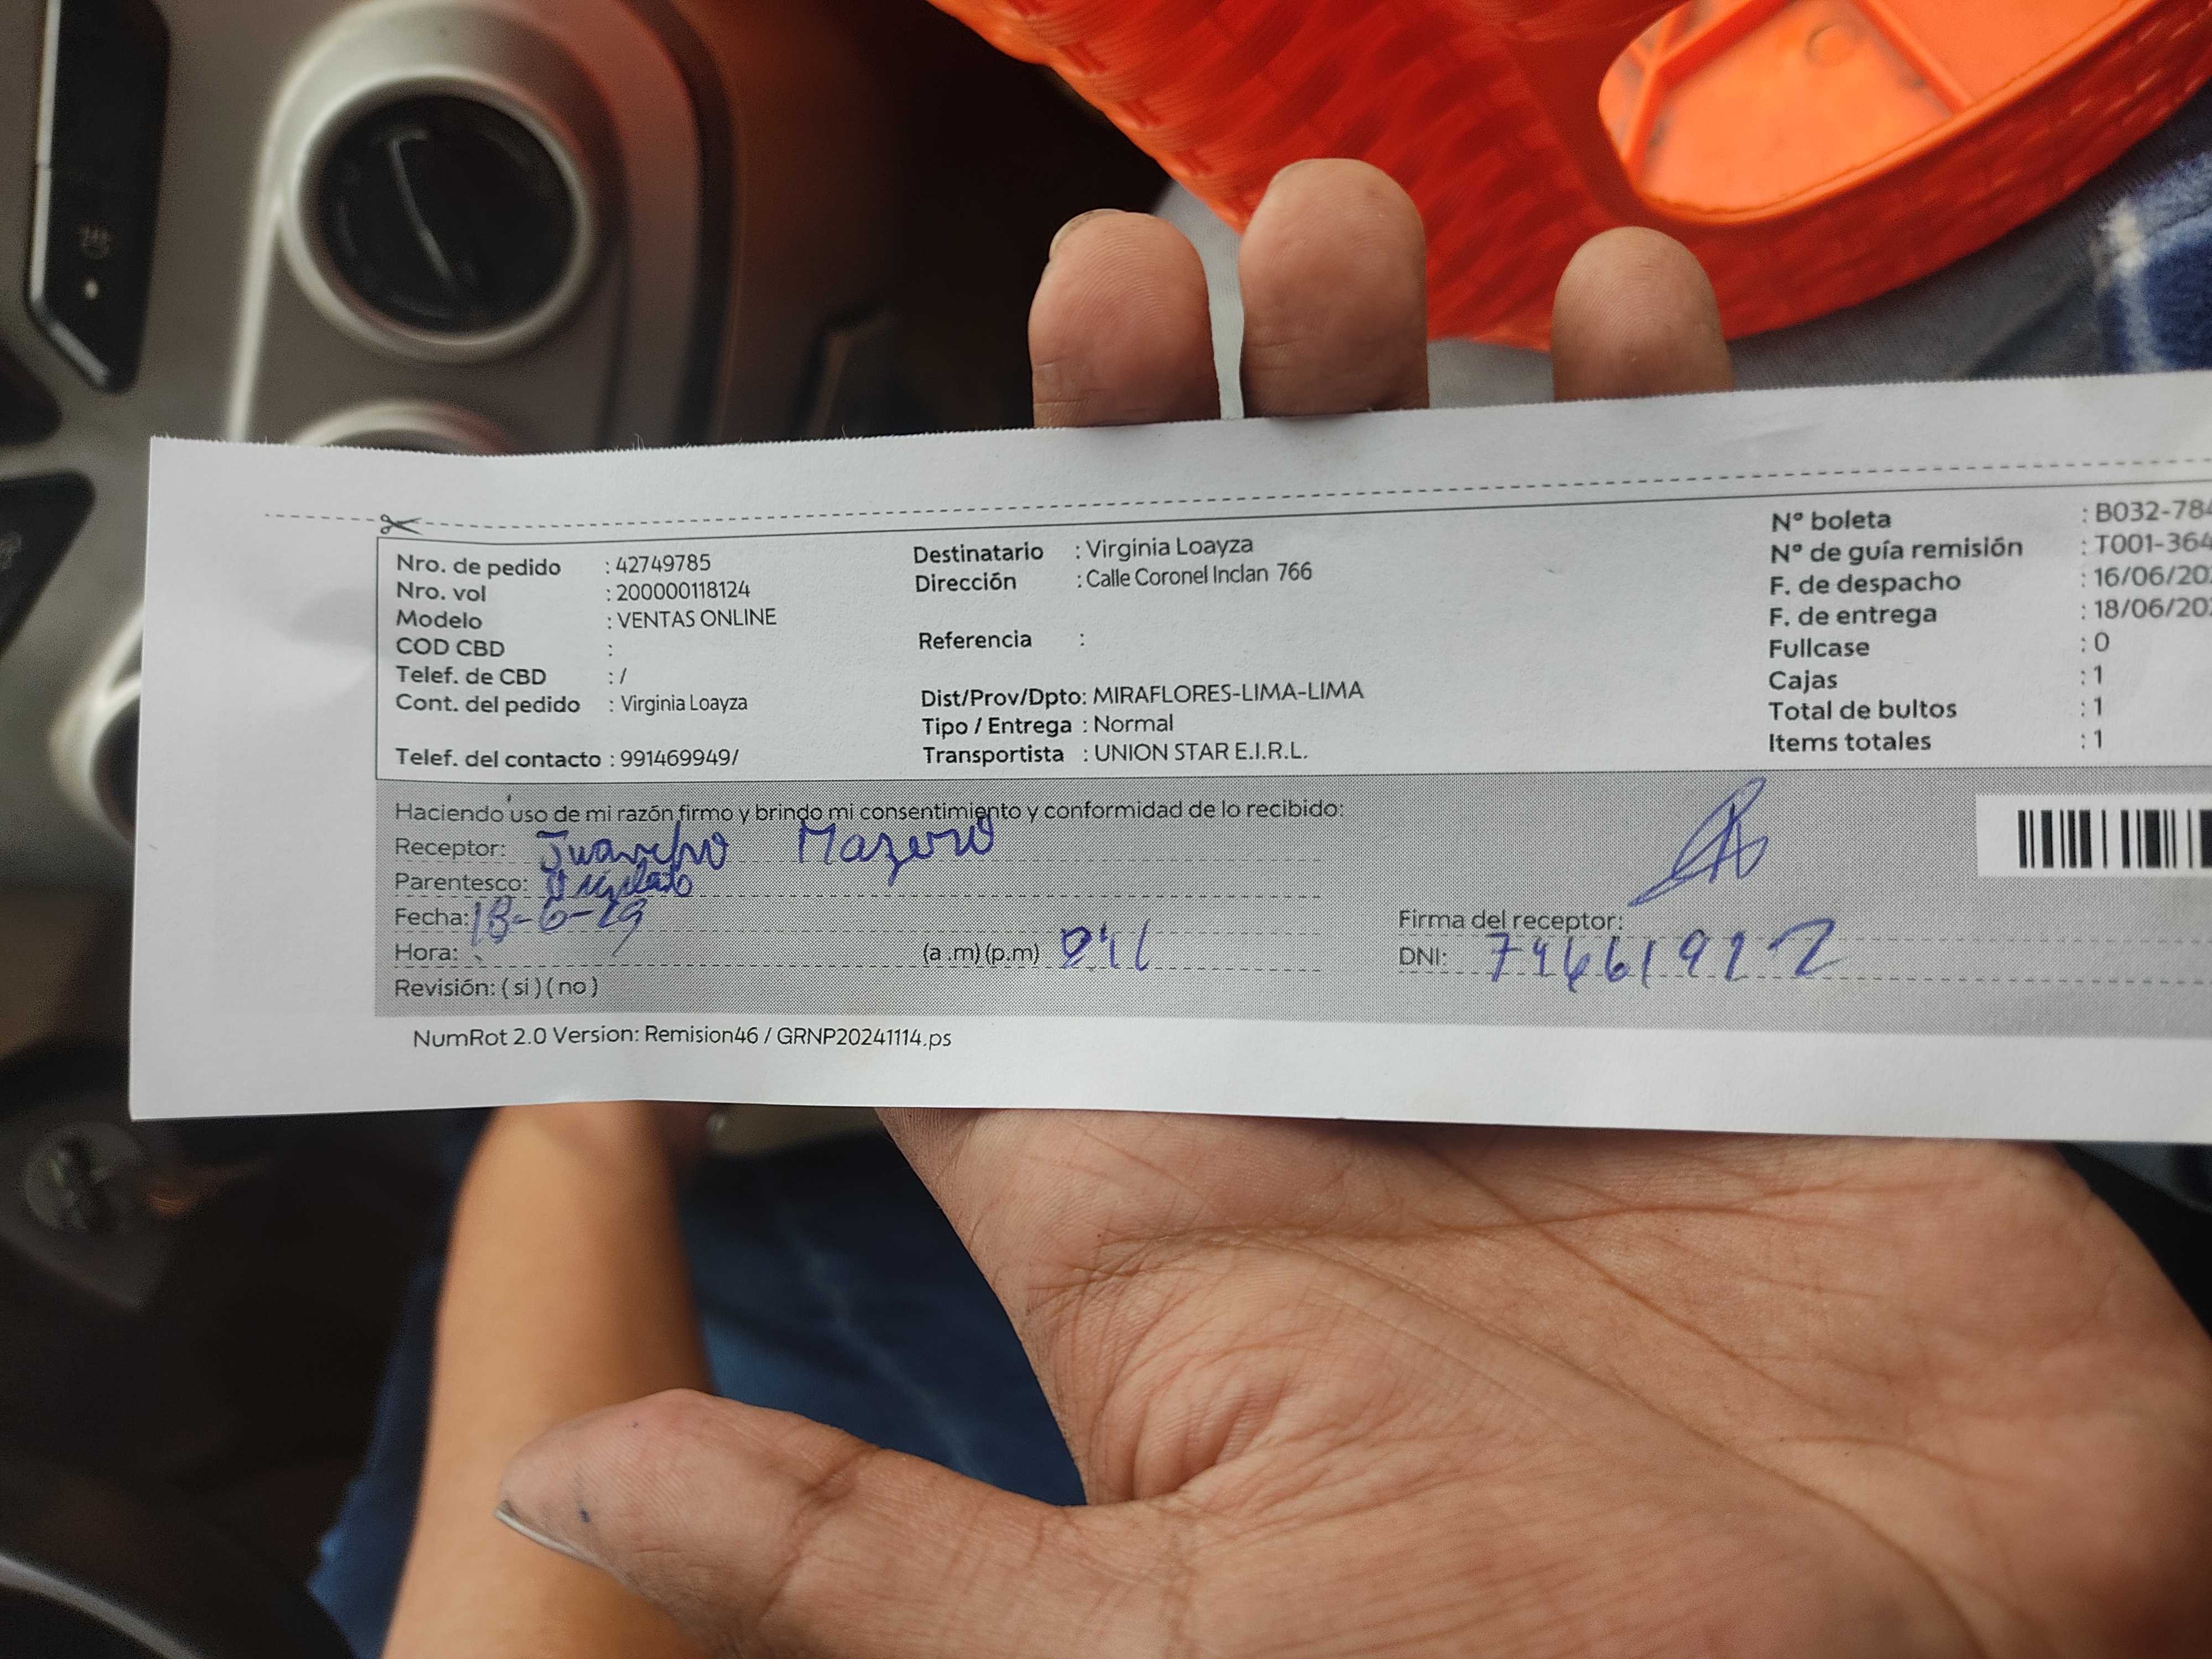 Nro. de pedido : 42749785
Nro. vol : 200000118124
Modelo : VENTAS ONLINE
COD CBD :
Telef. de CBD : /
Cont. del pedido : Virginia Loayza
Telef. del contacto : 991469949/
Destinatario : Virginia Loayza
Dirección : Calle Coronel Inclan 766
Referencia :
Dist/Prov/Dpto: MIRAFLORES-LIMA-LIMA
Tipo / Entrega : Normal
Transportista : UNION STAR E.I.R.L.
N° boleta : B032-784
N° de guía remisión : T001-364
F. de despacho : 16/06/20
F. de entrega : 18/06/20
Fullcase : 0
Cajas : 1
Total de bultos : 1
Items totales : 1
Haciendo uso de mi razón firmo y brindo mi consentimiento y conformidad de lo recibido:
Receptor:
Parentesco:
Fecha: 18-6-
Hora: (a .m) (p.m)
Revisión: ( si ) ( no )
Firma del receptor:
DNI:
NumRot 2.0 Version: Remision46 / GRNP20241114.ps